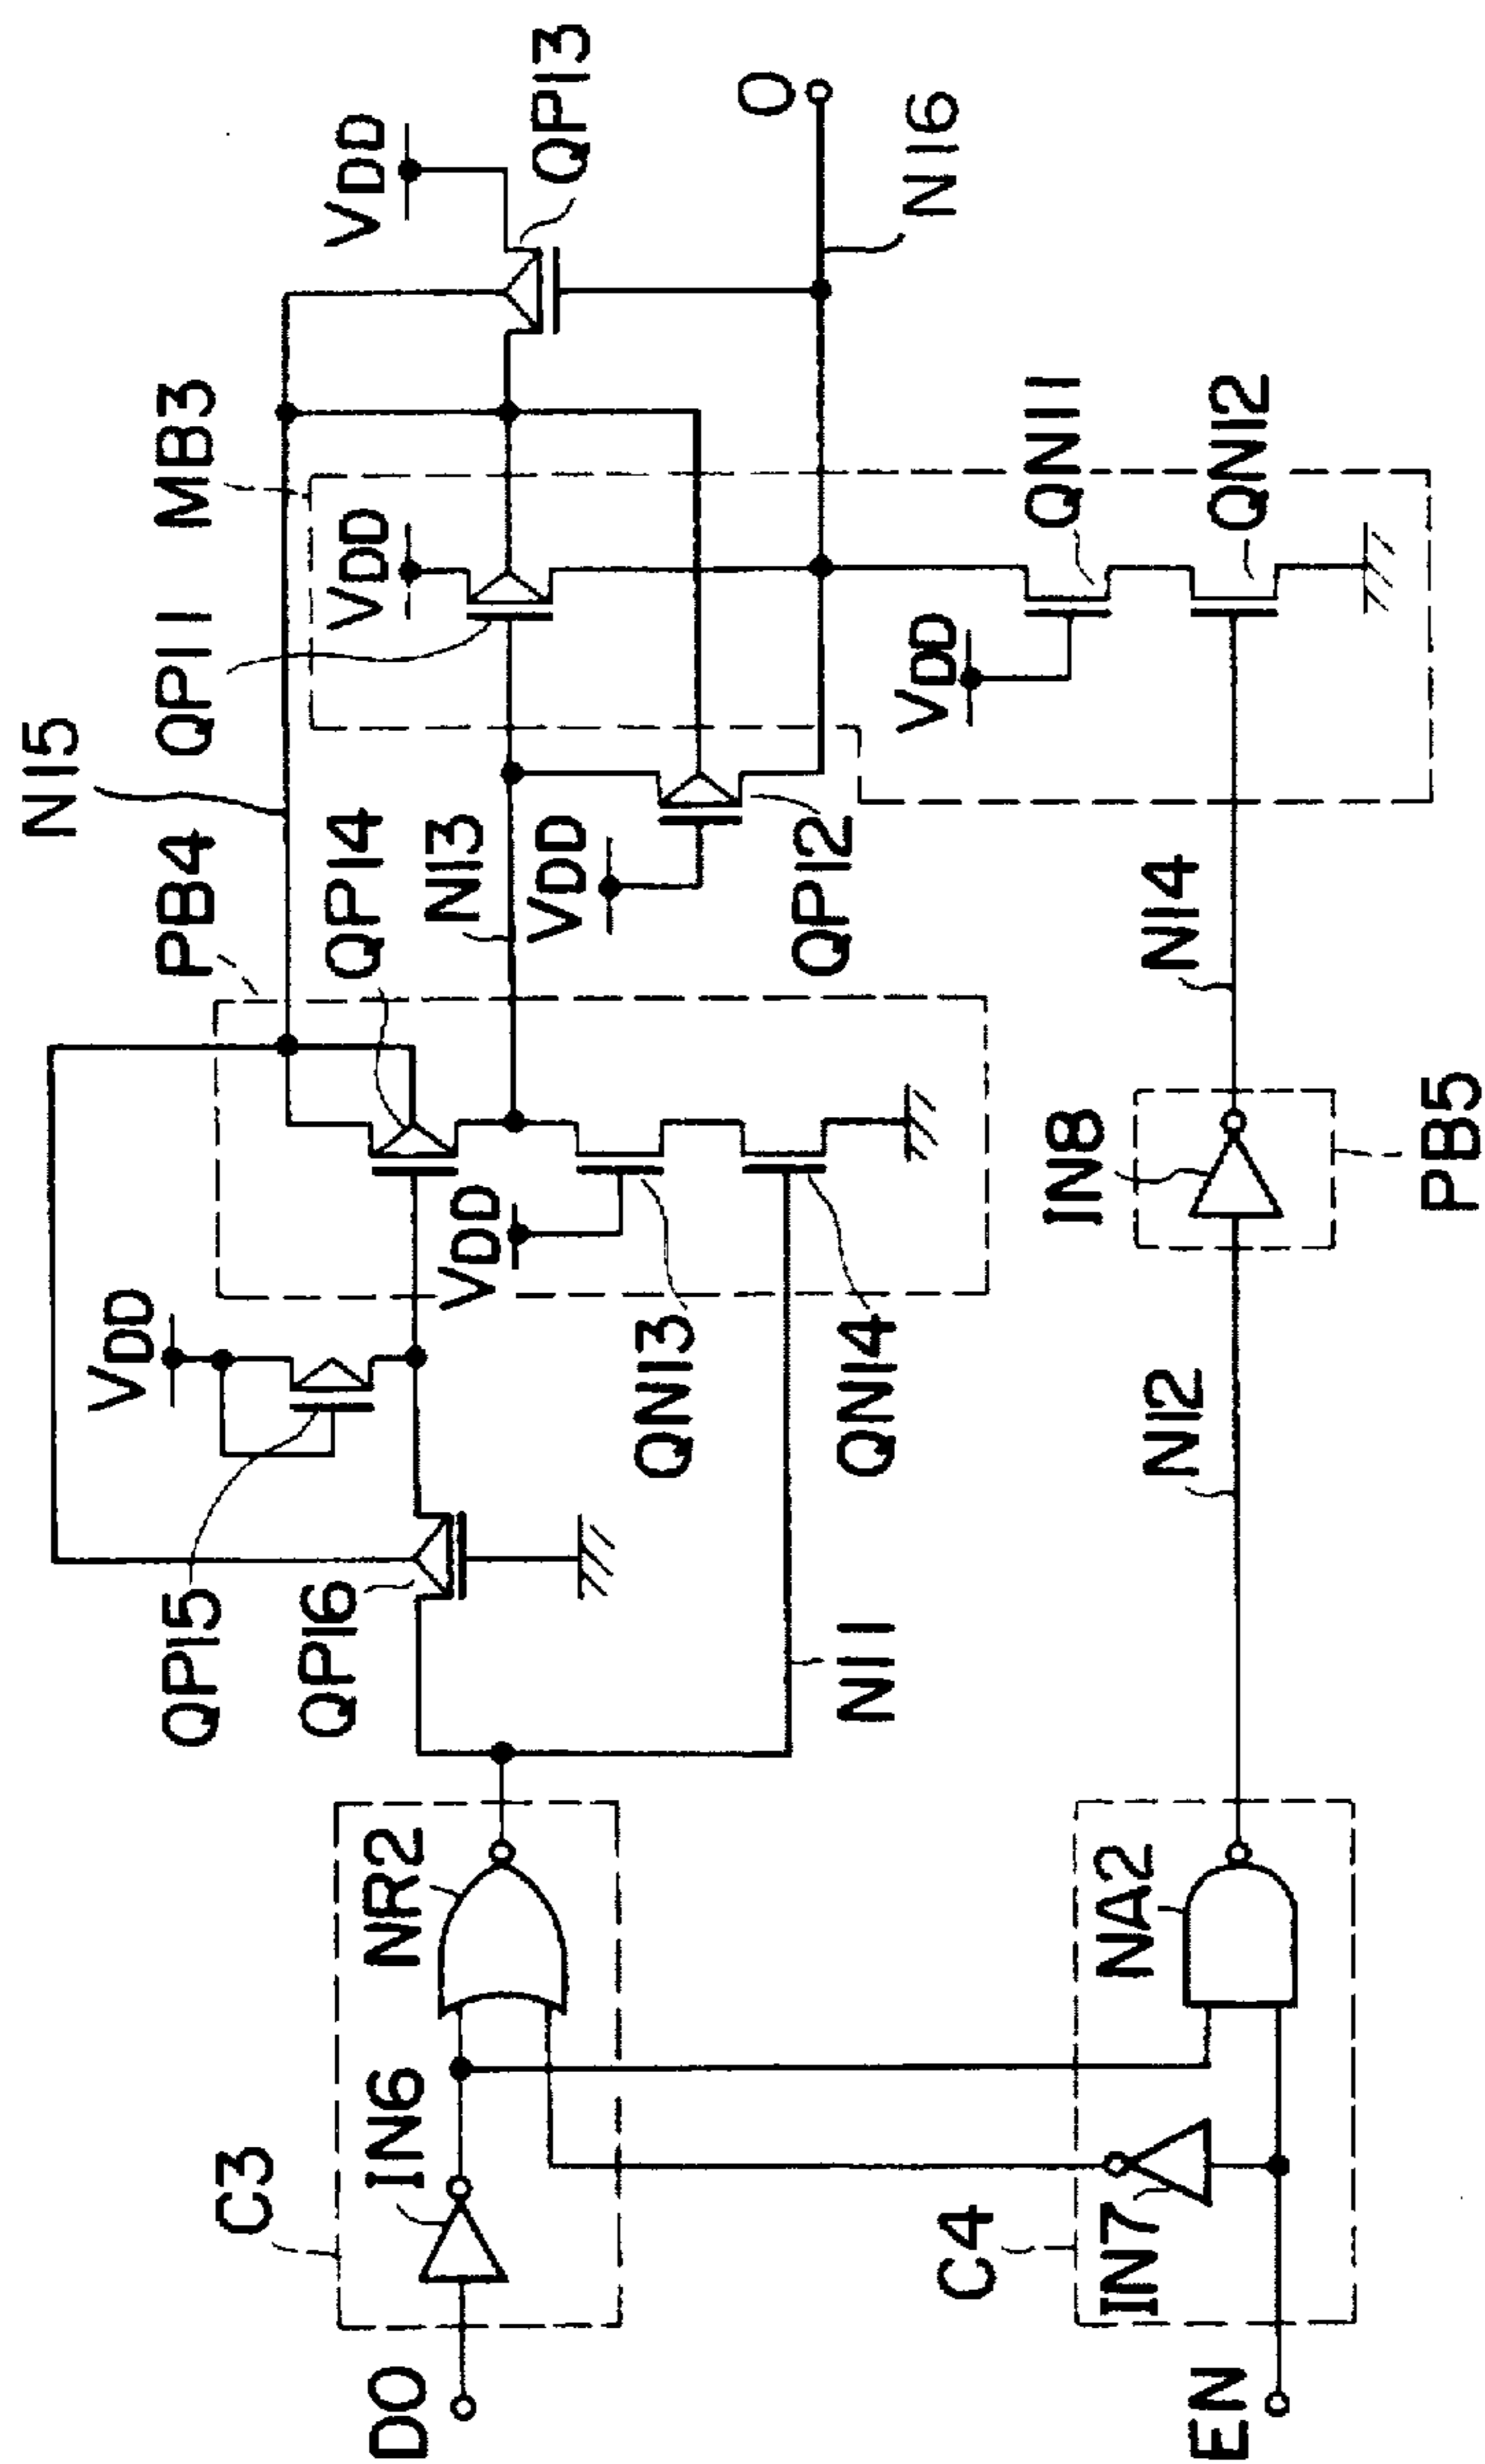 DO
C3
IN6
NR2
EN
C4
IN7
NA2
QP15
QP16
N11
VDD
QN13
QN14
VDD
PB4
QP14
N12
IN8
PB5
N15
N13
VDD
QP12
N14
QP11
MB3
VDD
VDD
QN11
QN12
VDD
QP13
O
N16